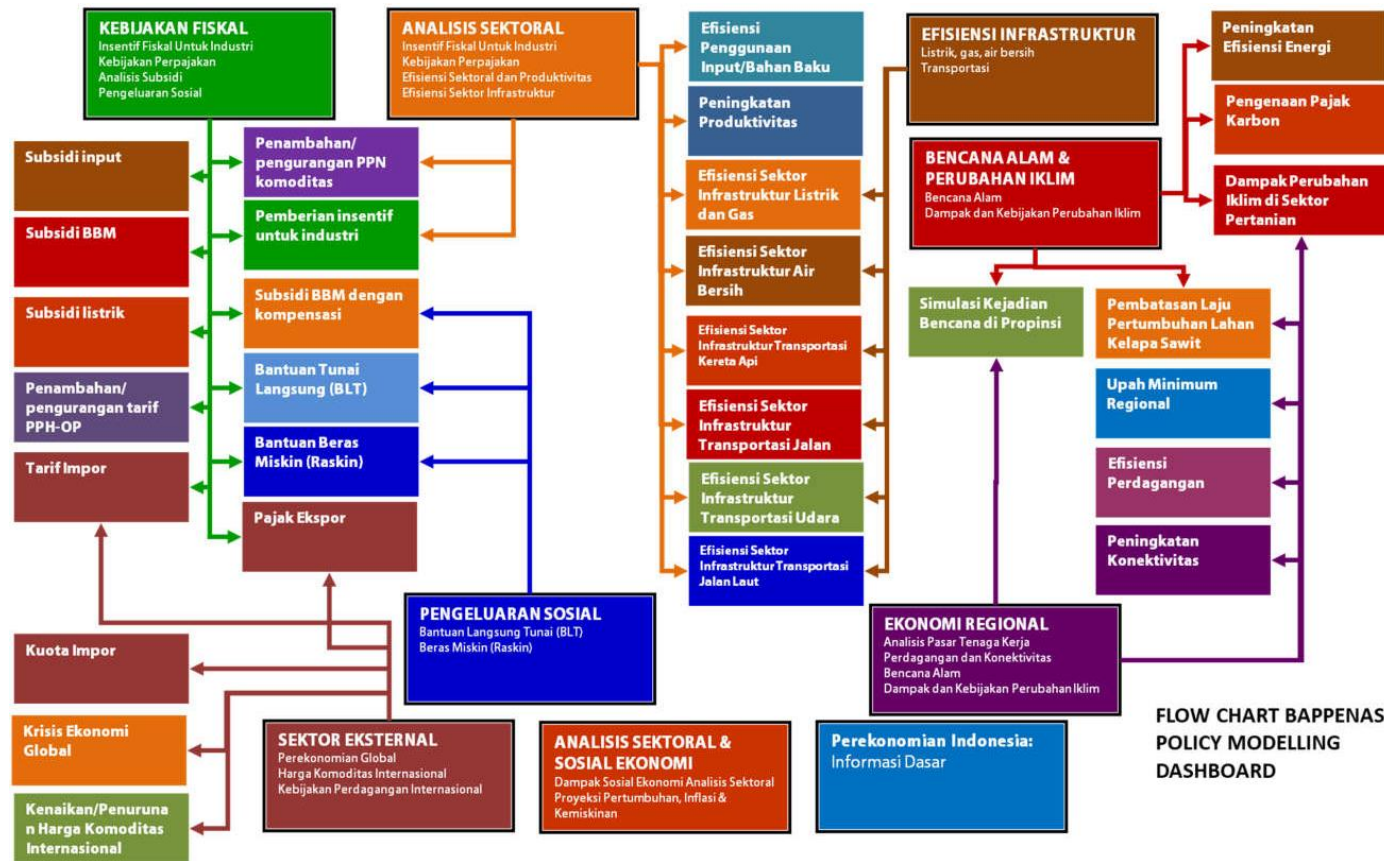 KEBIJAKAN FISKAL
Insentif Fiskal Untuk Industri
Kebijakan Perpajakan
Analisis Subsidi
Pengeluaran Sosial
ANALISIS SEKTORAL
Insentif Fiskal Untuk Industri
Kebijakan Perpajakan
Efisiensi Sektoral dan Produktivitas
Efisiensi Sektor Infrastruktur
Efisiensi
Penggunaan
Input/Bahan Baku
EFISIENSI INFRASTRUKTUR
Listrik, gas, air bersih
Transportasi
Peningkatan
Efisiensi Energi
Peningkatan
Produktivitas
Pengenaan Pajak
Karbon
Subsidi input
Penambahan/
pengurangan PPN
komoditas
Efisiensi Sektor
Infrastruktur Listrik
dan Gas
BENCANA ALAM &
PERUBAHAN IKLIM
Bencana Alam
Dampak dan Kebijakan Perubahan Iklim
Dampak Perubahan
Iklim di Sektor
Pertanian
Subsidi BBM
Pemberian insentif
untuk industri
Efisiensi Sektor
Infrastruktur Air
Bersih
Subsidi listrik
Subsidi BBM dengan
kompensasi
Efisiensi Sektor
Infrastruktur Transportasi
Kereta Api
Simulasi Kejadian
Bencana di Propinsi
Pembatasan Laju
Pertumbuhan Lahan
Kelapa Sawit
Penambahan/
pengurangan tarif
PPH-OP
Bantuan Tunai
Langsung (BLT)
Efisiensi Sektor
Infrastruktur
Transportasi Jalan
Upah Minimum
Regional
Tarif Impor
Bantuan Beras
Miskin (Raskin)
Efisiensi Sektor
Infrastruktur
Transportasi Udara
Efisiensi
Perdagangan
Pajak Ekspor
Efisiensi Sektor
Infrastruktur Transportasi
Jalan Laut
Peningkatan
Konektivitas
PENGELUARAN SOSIAL
Bantuan Langsung Tunai (BLT)
Beras Miskin (Raskin)
EKONOMI REGIONAL
Analisis Pasar Tenaga Kerja
Perdagangan dan Konektivitas
Bencana Alam
Dampak dan Kebijakan Perubahan Iklim
Kuota Impor
Krisis Ekonomi
Global
Kenaikan/Penuruna
n Harga Komoditas
Internasional
SEKTOR EKSTERNAL
Perekonomian Global
Harga Komoditas Internasional
Kebijakan Perdagangan Internasional
ANALISIS SEKTORAL &
SOSIAL EKONOMI
Dampak Sosial Ekonomi Analisis Sektoral
Proyeksi Pertumbuhan, Inflasi &
Kemiskinan
Perekonomian Indonesia:
Informasi Dasar
FLOW CHART BAPPENAS
POLICY MODELLING
DASHBOARD